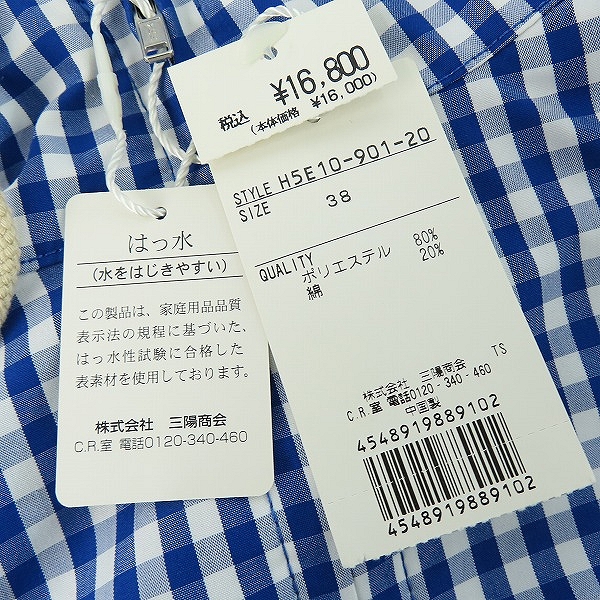 税込 ¥16,800
(本体価格 ¥16,000)
STYLE H5E10-901-20
SIZE 38
QUALITY
ポリエステル 80%
綿 20%
株式会社 三陽商会 TS
C.R.室 電話0120-340-460
中国製
4548919889102
4548919889102
はっ水
(水をはじきやすい)
この製品は、家庭用品品質
表示法の規程に基づいた、
はっ水性試験に合格した
表素材を使用しております。
株式会社 三陽商会
C.R.室 電話0120-340-460